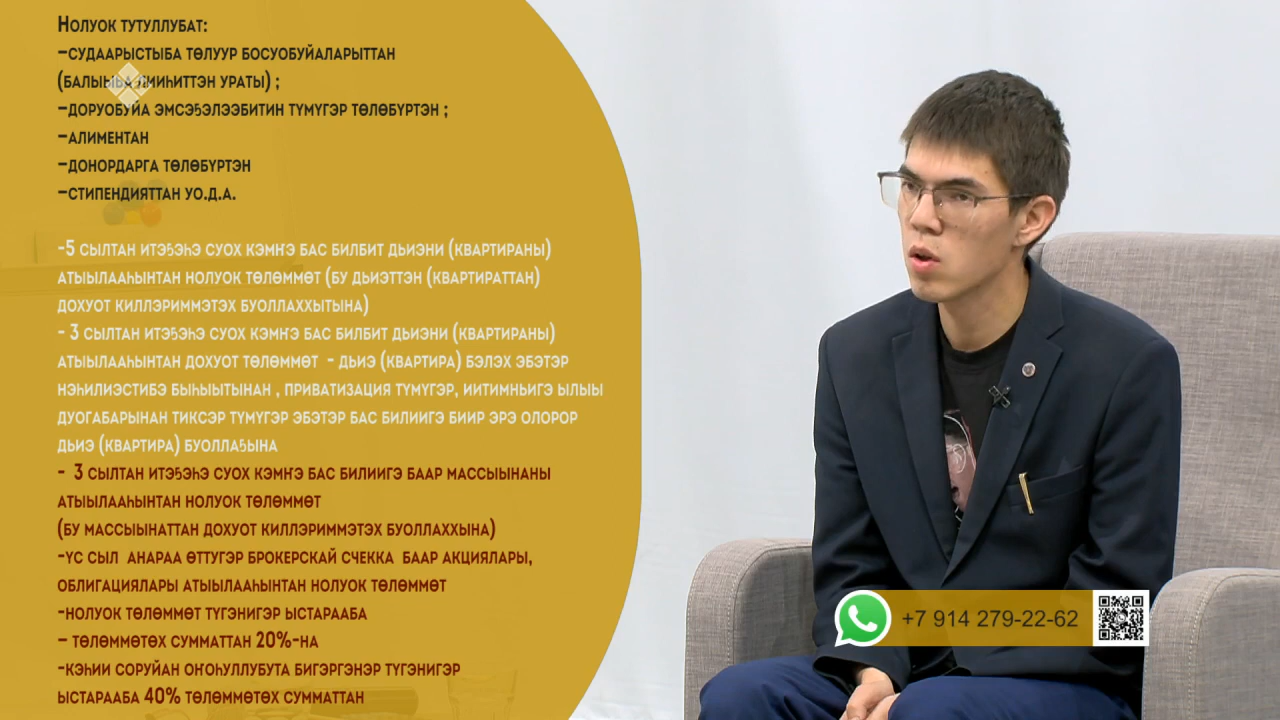 Нолуок тутуллубат:
–судаарыстыба төлүүр босуобуйаларыттан
(балыыһа лииһиттэн ураты) ;
–доруобуйа эмсэҕэлээбитин түмүгэр төлөбүртэн ;
–алиментан
–донордарга төлөбүртэн
–стипендияттан уо.д.а.
-5 сылтан итэҕэһэ суох кэмҥэ бас билбит дьиэни (квартираны)
атыылааһынтан нолуок төлөммөт (бу дьиэттэн (квартираттан)
дохуот киллэриммэтэх буоллаххытына)
- 3 сылтан итэҕэһэ суох кэмҥэ бас билбит дьиэни (квартираны)
атыылааһынтан дохуот төлөммөт - дьиэ (квартира) бэлэх эбэтэр
нэһилиэстибэ быһыытынан , приватизация түмүгэр, иитимньигэ ылыы
дуогабарынан тиксэр түмүгэр эбэтэр бас билиигэ биир эрэ олорор
дьиэ (квартира) буоллаҕына
- 3 сылтан итэҕэһэ суох кэмҥэ бас билиигэ баар массыынаны
атыылааһынтан нолуок төлөммөт
(бу массыынаттан дохуот киллэриммэтэх буоллаххына)
-үс сыл анараа өттүгэр брокерскай счекка баар акциялары,
облигациялары атыылааһынтан нолуок төлөммөт
-нолуок төлөммөт түгэнигэр ыстарааба
– төлөммөтөх сумматтан 20%-на
-кэһии соруйан оҥоһуллубута бигэргэнэр түгэнигэр
ыстарааба 40% төлөммөтөх сумматтан
+7 914 279-22-62